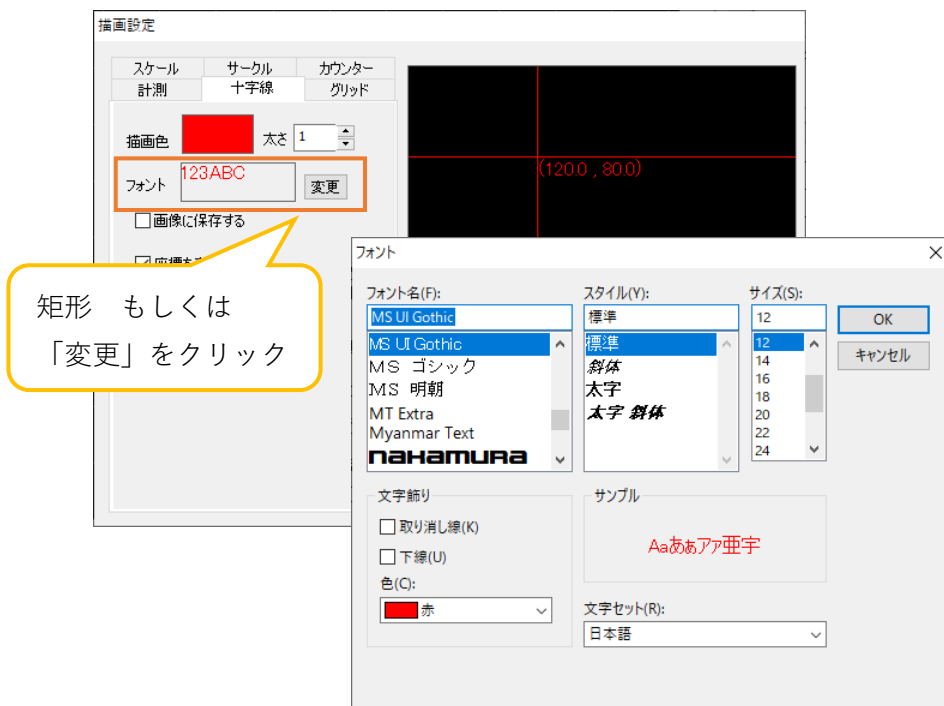 描画設定
スケール サークル カウンター
計測 十字線 グリッド
描画色 太さ 1
(120.0 , 80.0)
フォント 123ABC 変更
画像に保存する
矩形 もしくは
「変更」をクリック
フォント
フォント名(F): スタイル(Y): サイズ(S):
MS UI Gothic 標準 12 OK
MS UI Gothic 標準 12 キャンセル
MS ゴシック 斜体 14
MS 明朝 太字 16
MT Extra 太字 斜体 18
Myanmar Text 20
nakamura 22
24
文字飾り サンプル
取り消し線(K)
下線(U)
Aaあぁアァ亜宇
色(C):
赤
文字セット(R):
日本語